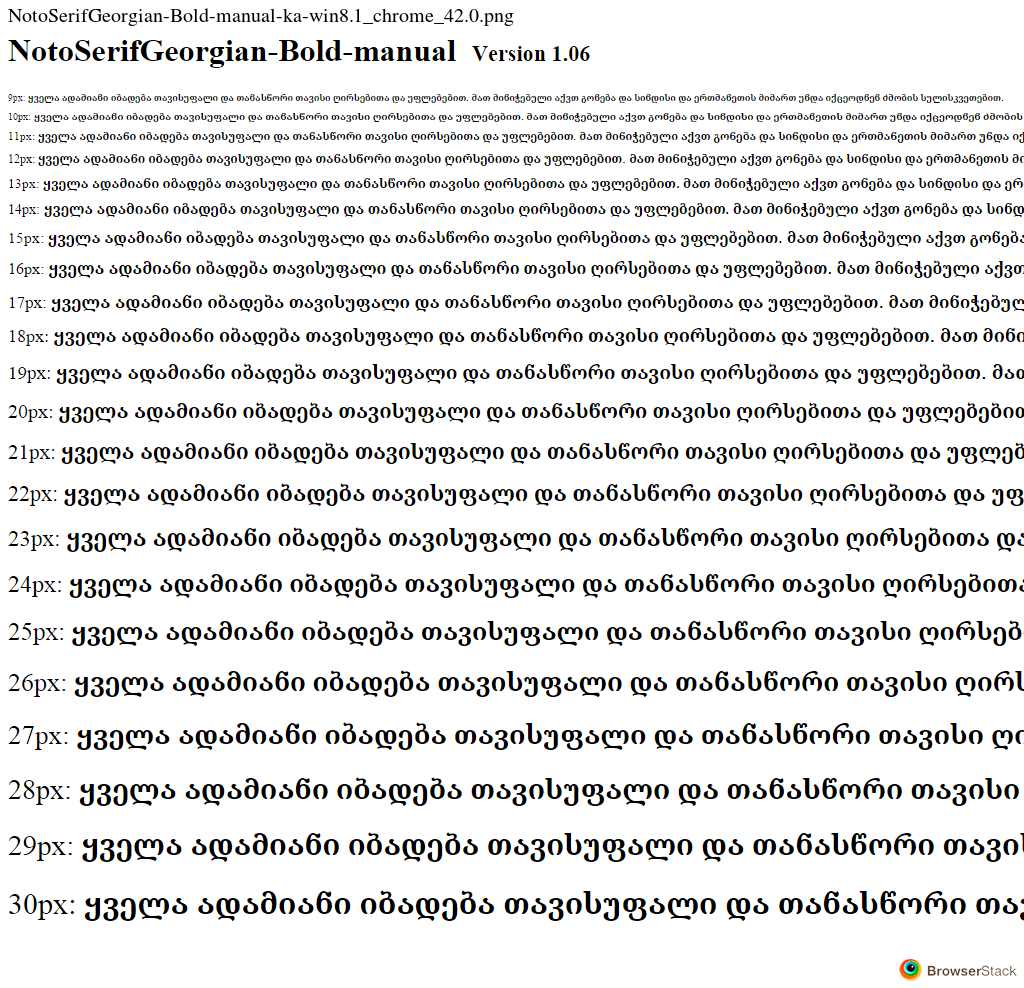 NotoSerifGeorgian-Bold-manual-ka-win8.1_chrome_42.0.png
NotoSerifGeorgian-Bold-manual Version 1.06
9px: ყველა ადამიანი იბადება თავისუფალი და თანასწორი თავისი ღირსებითა და უფლებებით. მათ მინიჭებული აქვთ გონება და სინდისი და ერთმანეთის მიმართ უნდა იქცეოდნენ ძმობის სულისკვეთებით.
10px: ყველა ადამიანი იბადება თავისუფალი და თანასწორი თავისი ღირსებითა და უფლებებით. მათ მინიჭებული აქვთ გონება და სინდისი და ერთმანეთის მიმართ უნდა იქცეოდნენ ძმობის
11px: ყველა ადამიანი იბადება თავისუფალი და თანასწორი თავისი ღირსებითა და უფლებებით. მათ მინიჭებული აქვთ გონება და სინდისი და ერთმანეთის მიმართ უნდა
12px: ყველა ადამიანი იბადება თავისუფალი და თანასწორი თავისი ღირსებითა და უფლებებით. მათ მინიჭებული აქვთ გონება და სინდისი და ერთმანეთის
13px: ყველა ადამიანი იბადება თავისუფალი და თანასწორი თავისი ღირსებითა და უფლებებით. მათ მინიჭებული აქვთ გონება და სინდისი და ერ
14px: ყველა ადამიანი იბადება თავისუფალი და თანასწორი თავისი ღირსებითა და უფლებებით. მათ მინიჭებული აქვთ გონება და სინდ
15px: ყველა ადამიანი იბადება თავისუფალი და თანასწორი თავისი ღირსებითა და უფლებებით. მათ მინიჭებული აქვთ გონება
16px: ყველა ადამიანი იბადება თავისუფალი და თანასწორი თავისი ღირსებითა და უფლებებით. მათ მინიჭებული აქვთ
17px: ყველა ადამიანი იბადება თავისუფალი და თანასწორი თავისი ღირსებითა და უფლებებით. მათ მინიჭებულ
18px: ყველა ადამიანი იბადება თავისუფალი და თანასწორი თავისი ღირსებითა და უფლებებით. მათ მინი
19px: ყველა ადამიანი იბადება თავისუფალი და თანასწორი თავისი ღირსებითა და უფლებებით. მათ
20px: ყველა ადამიანი იბადება თავისუფალი და თანასწორი თავისი ღირსებითა და უფლებებით
21px: ყველა ადამიანი იბადება თავისუფალი და თანასწორი თავისი ღირსებითა და უფლებ
22px: ყველა ადამიანი იბადება თავისუფალი და თანასწორი თავისი ღირსებითა და უფ
23px: ყველა ადამიანი იბადება თავისუფალი და თანასწორი თავისი ღირსებითა და
24px: ყველა ადამიანი იბადება თავისუფალი და თანასწორი თავისი ღირსებითა
25px: ყველა ადამიანი იბადება თავისუფალი და თანასწორი თავისი ღირსებ
26px: ყველა ადამიანი იბადება თავისუფალი და თანასწორი თავისი ღირს
27px: ყველა ადამიანი იბადება თავისუფალი და თანასწორი თავისი ღი
28px: ყველა ადამიანი იბადება თავისუფალი და თანასწორი თავისი
29px: ყველა ადამიანი იბადება თავისუფალი და თანასწორი თავი
30px: ყველა ადამიანი იბადება თავისუფალი და თანასწორი თა
BrowserStack